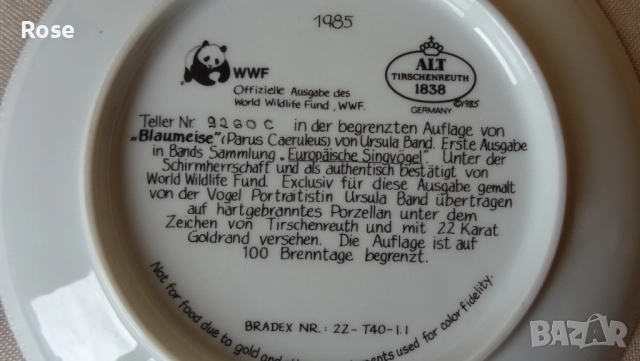 Rose
1985
WWF
Offizielle Ausgabe des
World Wildlife Fund, WWF.
ALT
TIRSCHENREUTH
1838
GERMANY ©1985
Teller Nr. 9260 C in der begrenzten Auflage von
„Blaumeise“ (Parus Caeruleus) von Ursula Band. Erste Ausgabe
in Bands Sammlung „Europäische Singvögel“. Unter der
Schirmherrschaft und als authentisch bestätigt von
World Wildlife Fund. Exclusiv für diese Ausgabe gemalt
von der Vogel Portraitistin Ursula Band übertragen
auf hartgebranntes Porzellan unter dem
Zeichen von Tirschenreuth und mit 22 Karat
Goldrand versehen. Die Auflage ist auf
100 Brenntage begrenzt.
BRADEX NR.: 22-T40-1.1
Not for food due to gold and used for color fidelity.
BAZAR.bg